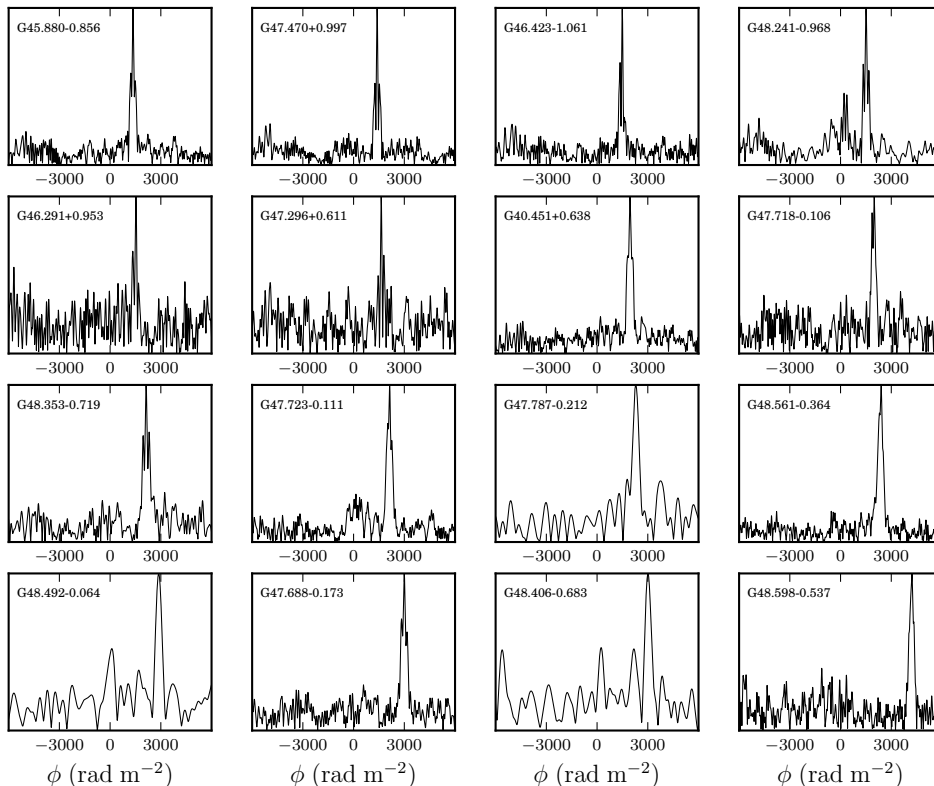 G45.880-0.856 G47.470+0.997 G46.423-1.061 G48.241-0.968
−3000 0 3000 −3000 0 3000 −3000 0 3000 −3000 0 3000
G46.291+0.953 G47.296+0.611 G40.451+0.638 G47.718-0.106
−3000 0 3000 −3000 0 3000 −3000 0 3000 −3000 0 3000
G48.353-0.719 G47.723-0.111 G47.787-0.212 G48.561-0.364
−3000 0 3000 −3000 0 3000 −3000 0 3000 −3000 0 3000
G48.492-0.064 G47.688-0.173 G48.406-0.683 G48.598-0.537
−3000 0 3000 −3000 0 3000 −3000 0 3000 −3000 0 3000
ϕ (rad m⁻²) ϕ (rad m⁻²) ϕ (rad m⁻²) ϕ (rad m⁻²)